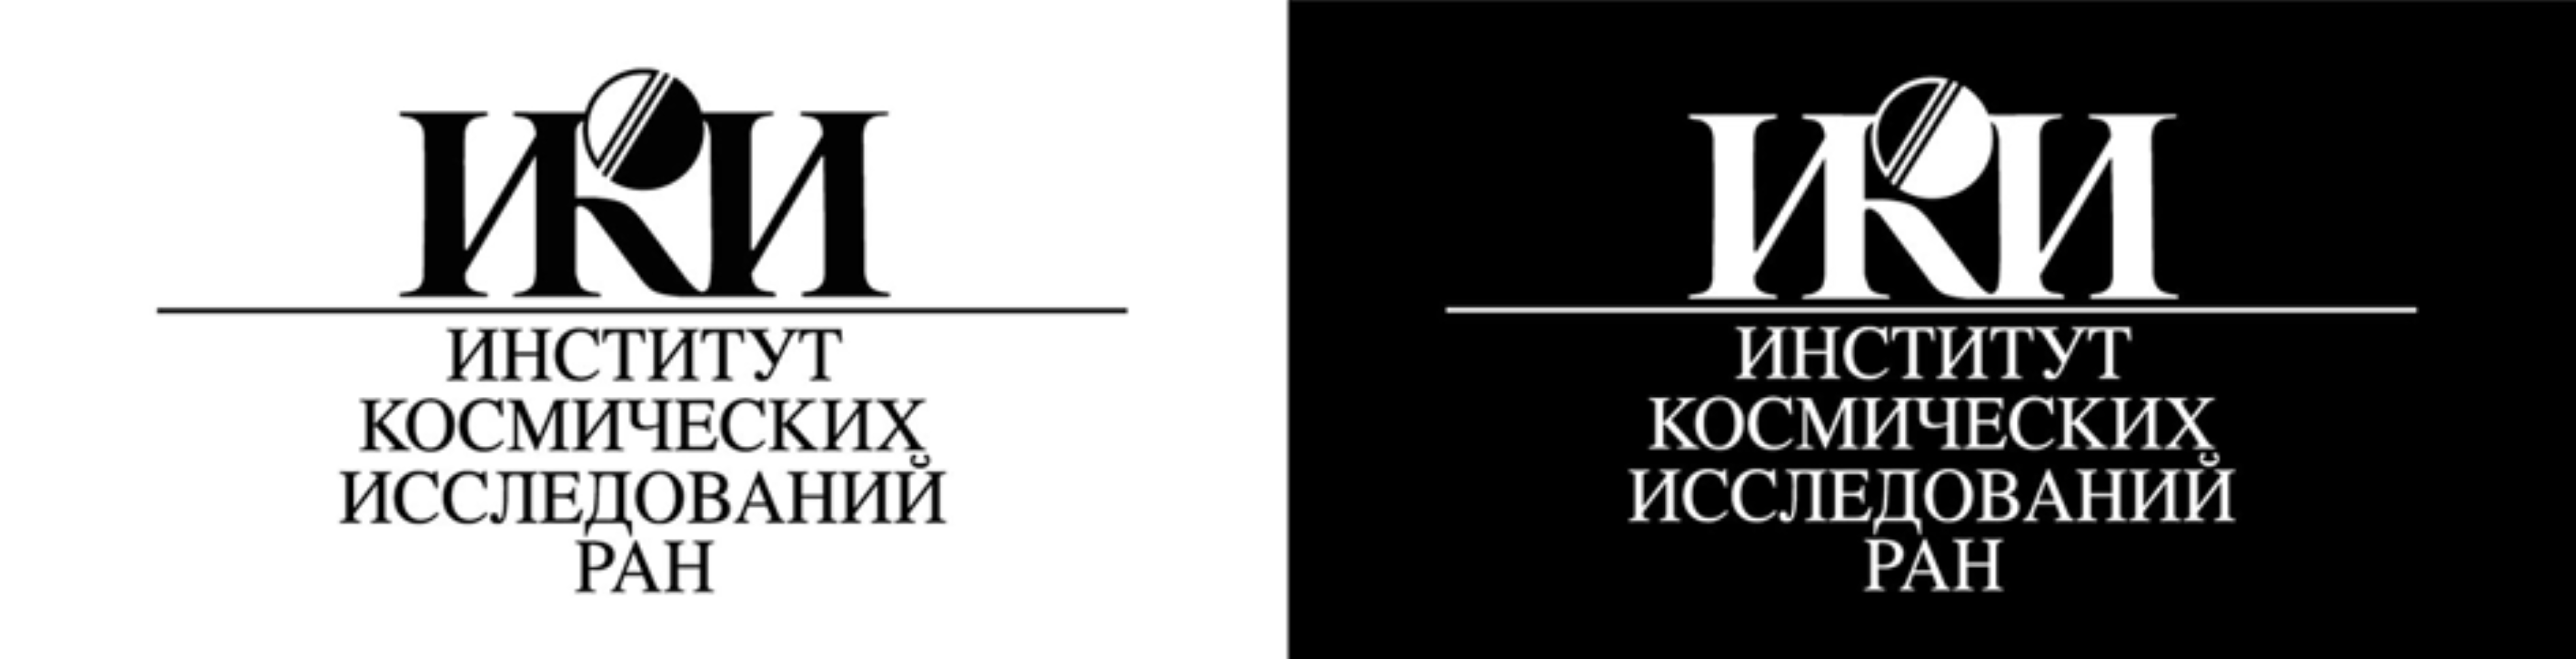 ИКИ
ИНСТИТУТ
КОСМИЧЕСКИХ
ИССЛЕДОВАНИЙ
РАН
ИКИ
ИНСТИТУТ
КОСМИЧЕСКИХ
ИССЛЕДОВАНИЙ
РАН